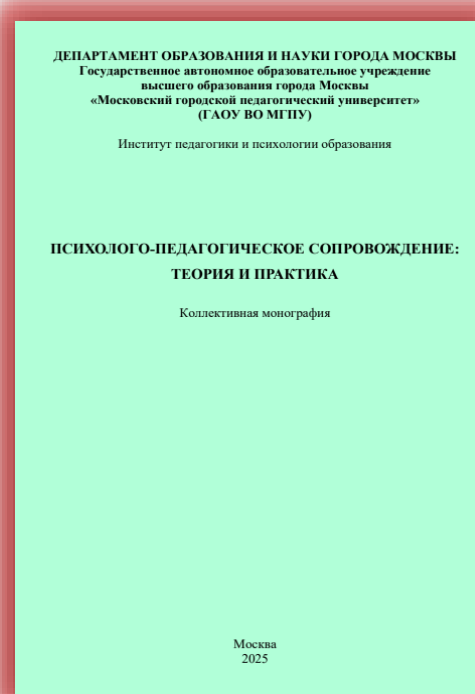 ДЕПАРТАМЕНТ ОБРАЗОВАНИЯ И НАУКИ ГОРОДА МОСКВЫ
Государственное автономное образовательное учреждение
высшего образования города Москвы
«Московский городской педагогический университет»
(ГАОУ ВО МГПУ)
Институт педагогики и психологии образования
ПСИХОЛОГО-ПЕДАГОГИЧЕСКОЕ СОПРОВОЖДЕНИЕ:
ТЕОРИЯ И ПРАКТИКА
Коллективная монография
Москва
2025